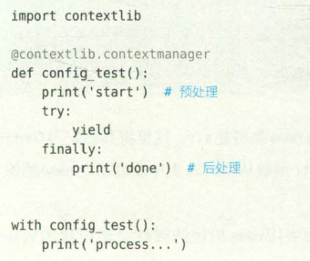 import contextlib
@contextlib.contextmanager
def config_test():
    print('start')  # 预处理
    try:
        yield
    finally:
        print('done')  # 后处理
with config_test():
    print('process...')